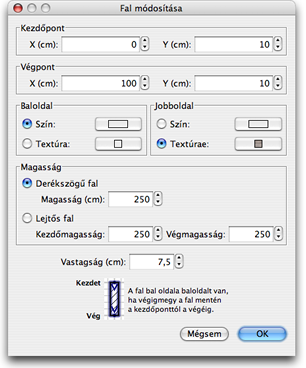 Fal módosítása
Kezdőpont
X (cm): 0 Y (cm): 10
Végpont
X (cm): 100 Y (cm): 10
Baloldal Jobboldal
Szín: Szín:
Textúra: Textúrae:
Magasság
Derékszögű fal
Magasság (cm): 250
Lejtős fal
Kezdőmagasság: 250 Végmagasság: 250
Vastagság (cm): 7,5
Kezdet
Vég
A fal bal oldala baloldalt van,
ha végigmegy a fal mentén
a kezdőponttól a végéig.
Mégsem OK